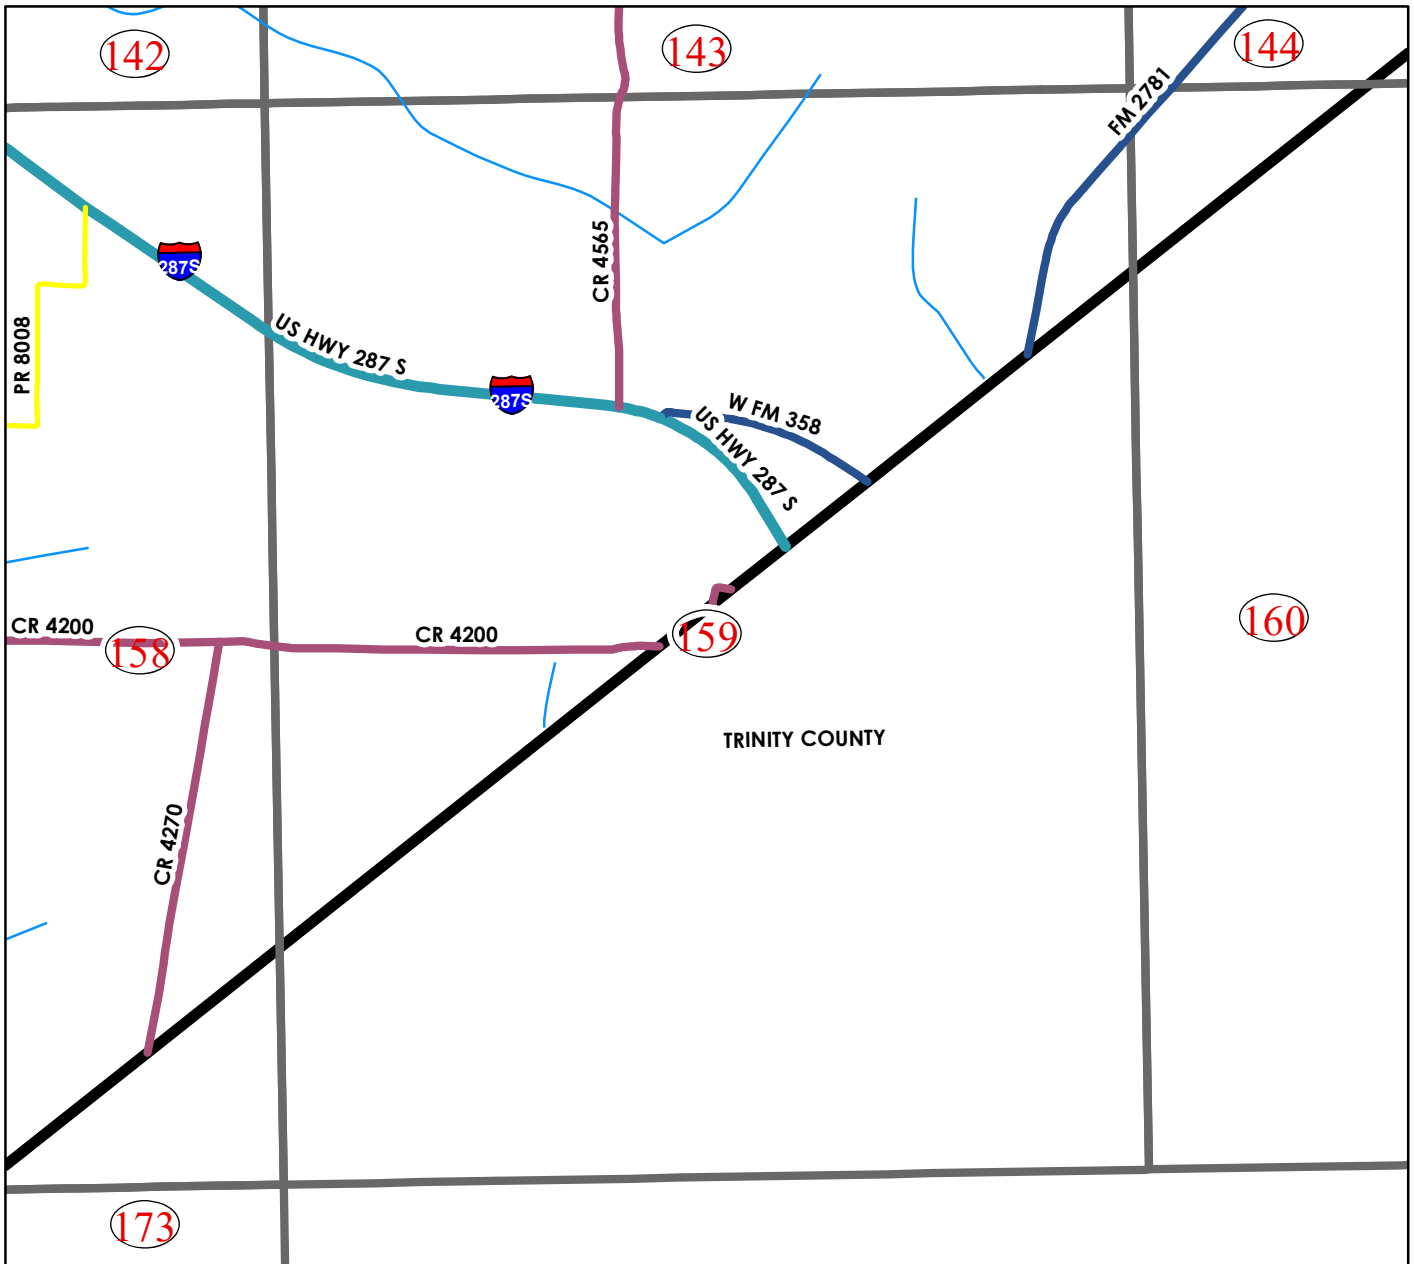 142
143
144
FM 2781
287S
CR 4565
PR 8008
US HWY 287 S
287S
W FM 358
US HWY 287 S
CR 4200
158
CR 4200
159
160
TRINITY COUNTY
CR 4270
173